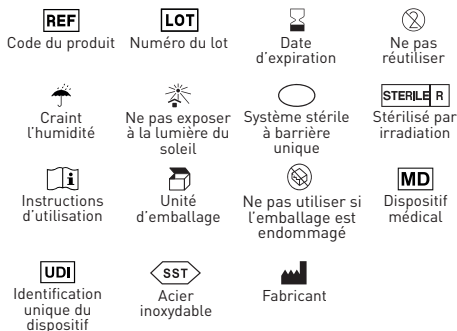 REF
Code du produit
LOT
Numéro du lot
Date
d'expiration
2
Ne pas
réutiliser
Craint
l'humidité
Ne pas exposer
à la lumière du
soleil
Système stérile
à barrière
unique
STERILE R
Stérilisé par
irradiation
i
Instructions
d'utilisation
Unité
d'emballage
Ne pas utiliser si
l'emballage est
endommagé
MD
Dispositif
médical
UDI
Identification
unique du
dispositif
SST
Acier
inoxydable
Fabricant